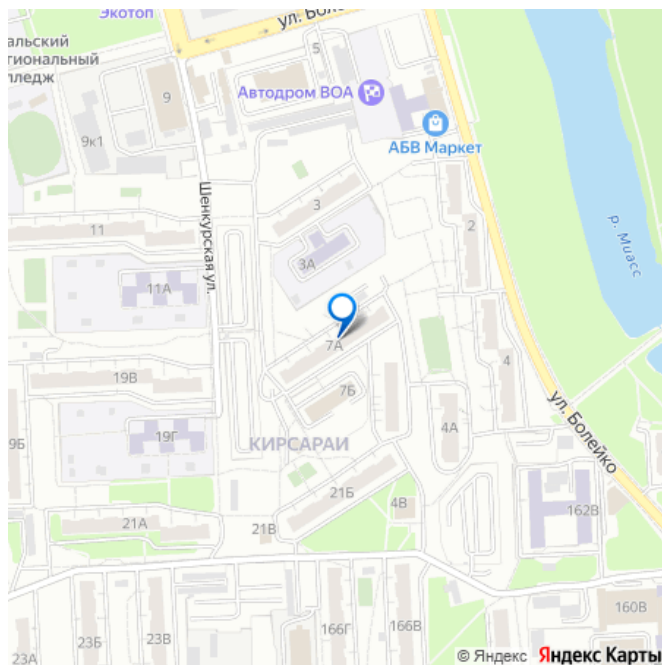 Экотоп
ул. Бол
альский
гиональный
лледж
5
9
Автодром ВОА
9к1
АБВ Маркет
Шенкурская ул.
3
2
11
р. Миасс
3А
11А
7А
4
19В
7Б
ул. Болейко
19Б
19Г
КИРСАРАИ
4А
21Б
4В
162В
21А
21В
160В
166Г
166В
23А
23Б
23В
© Яндекс Яндекс Карты